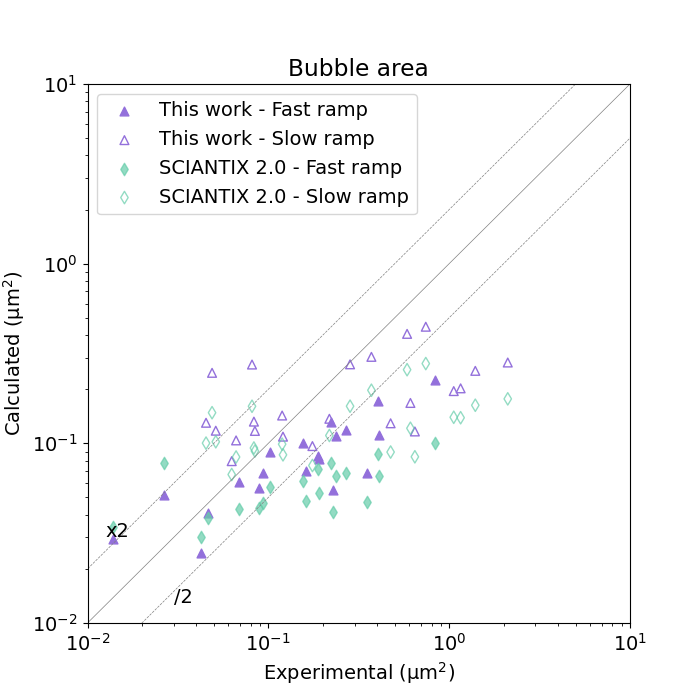 Bubble area
This work - Fast ramp
This work - Slow ramp
SCIANTIX 2.0 - Fast ramp
SCIANTIX 2.0 - Slow ramp
10¹
10⁰
10⁻¹
10⁻²
Calculated (μm²)
x2
/2
10⁻² 10⁻¹ 10⁰ 10¹
Experimental (μm²)